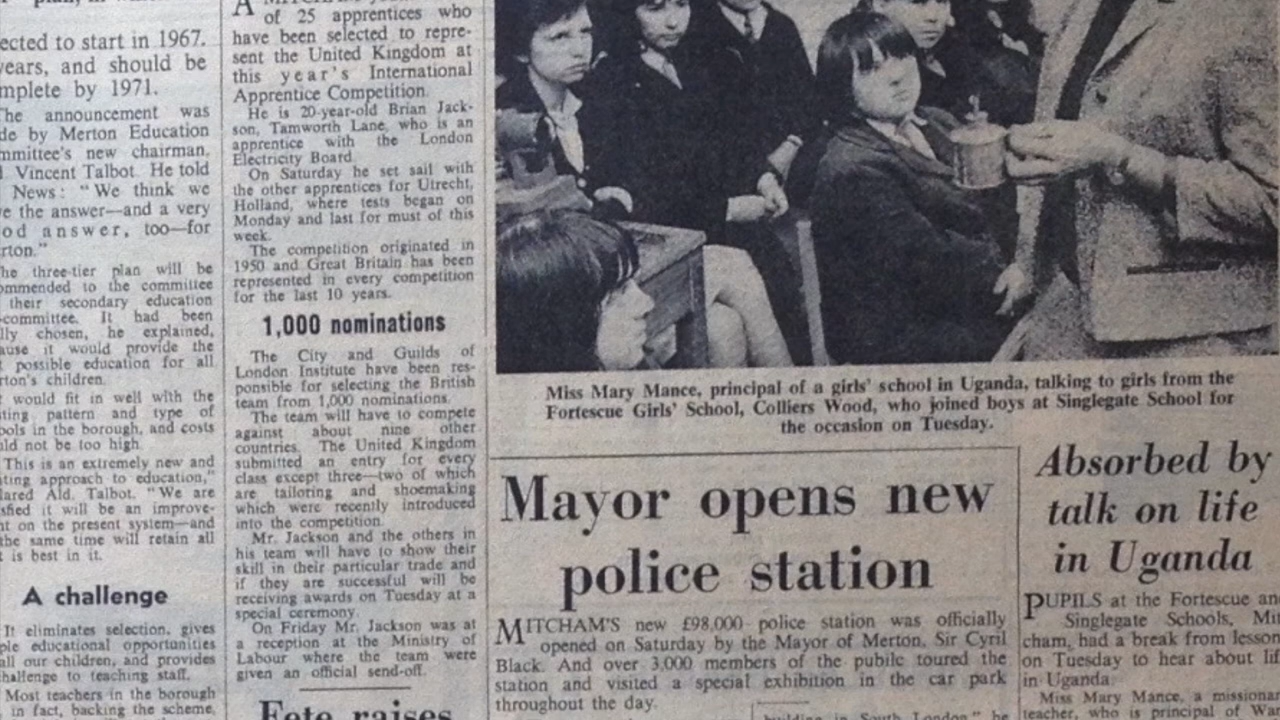 ected to start in 1967.
years, and should be
mplete by 1971.
The announcement was
de by Merton Education
mmittee's new chairman,
Vincent Talbot. He told
News: "We think we
e the answer—and a very
od answer, too—for
rton."
he three-tier plan will be
ommended to the committee
their secondary education
-committee. It had been
lly chosen, he explained,
ause it would provide the
t possible education for all
rton's children.
t would fit in well with the
sting pattern and type of
ools in the borough, and costs
ld not be too high.
This is an extremely new and
iting approach to education,"
lared Ald. Talbot. "We are
sfied it will be an improve-
nt on the present system—and
the same time will retain all
t is best in it.
A challenge
It eliminates selection, gives
ple educational opportunities
all our children, and provides
challenge to teaching staff.
Most teachers in the borough
in fact, backing the scheme,
of 25 apprentices who
have been selected to repre-
sent the United Kingdom at
this year's International
Apprentice Competition.
He is 20-year-old Brian Jack-
son, Tamworth Lane, who is an
apprentice with the London
Electricity Board
On Saturday he set sail with
the other apprentices for Utrecht,
Holland, where tests began on
Monday and last for must of this
week.
The competition originated in
1950 and Great Britain has been
represented in every competition
for the last 10 years.
1,000 nominations
The City and Guilds of
London Institute have been res-
ponsible for selecting the British
team from 1,000 nominations.
The team will have to compete
against about nine other
countries. The United Kingdom
submitted an entry for every
class except three—two of which
are tailoring and shoemaking
which were recently introduced
into the competition.
Mr. Jackson and the others in
his team will have to show their
skill in their particular trade and
if they are successful will be
receiving awards on Tuesday at a
special ceremony.
On Friday Mr. Jackson was at
a reception at the Ministry of
Labour where the team were
given an official send-off.
Fete raises
Miss Mary Mance, principal of a girls' school in Uganda, talking to girls from the
Fortescue Girls' School, Colliers Wood, who joined boys at Singlegate School for
the occasion on Tuesday.
Mayor opens new
police station
MITCHAM'S new £98,000 police station was officially
opened on Saturday by the Mayor of Merton, Sir Cyril
Black. And over 3,000 members of the pubilc toured the
station and visited a special exhibition in the car park
throughout the day.
building in South London," he
Absorbed by
talk on life
in Uganda
PUPILS at the Fortescue an
Singlegate Schools, Mit
cham, had a break from lesson
on Tuesday to hear about lif
in Uganda.
Miss Mary Mance, a missionar
teacher, who is principal of Wan